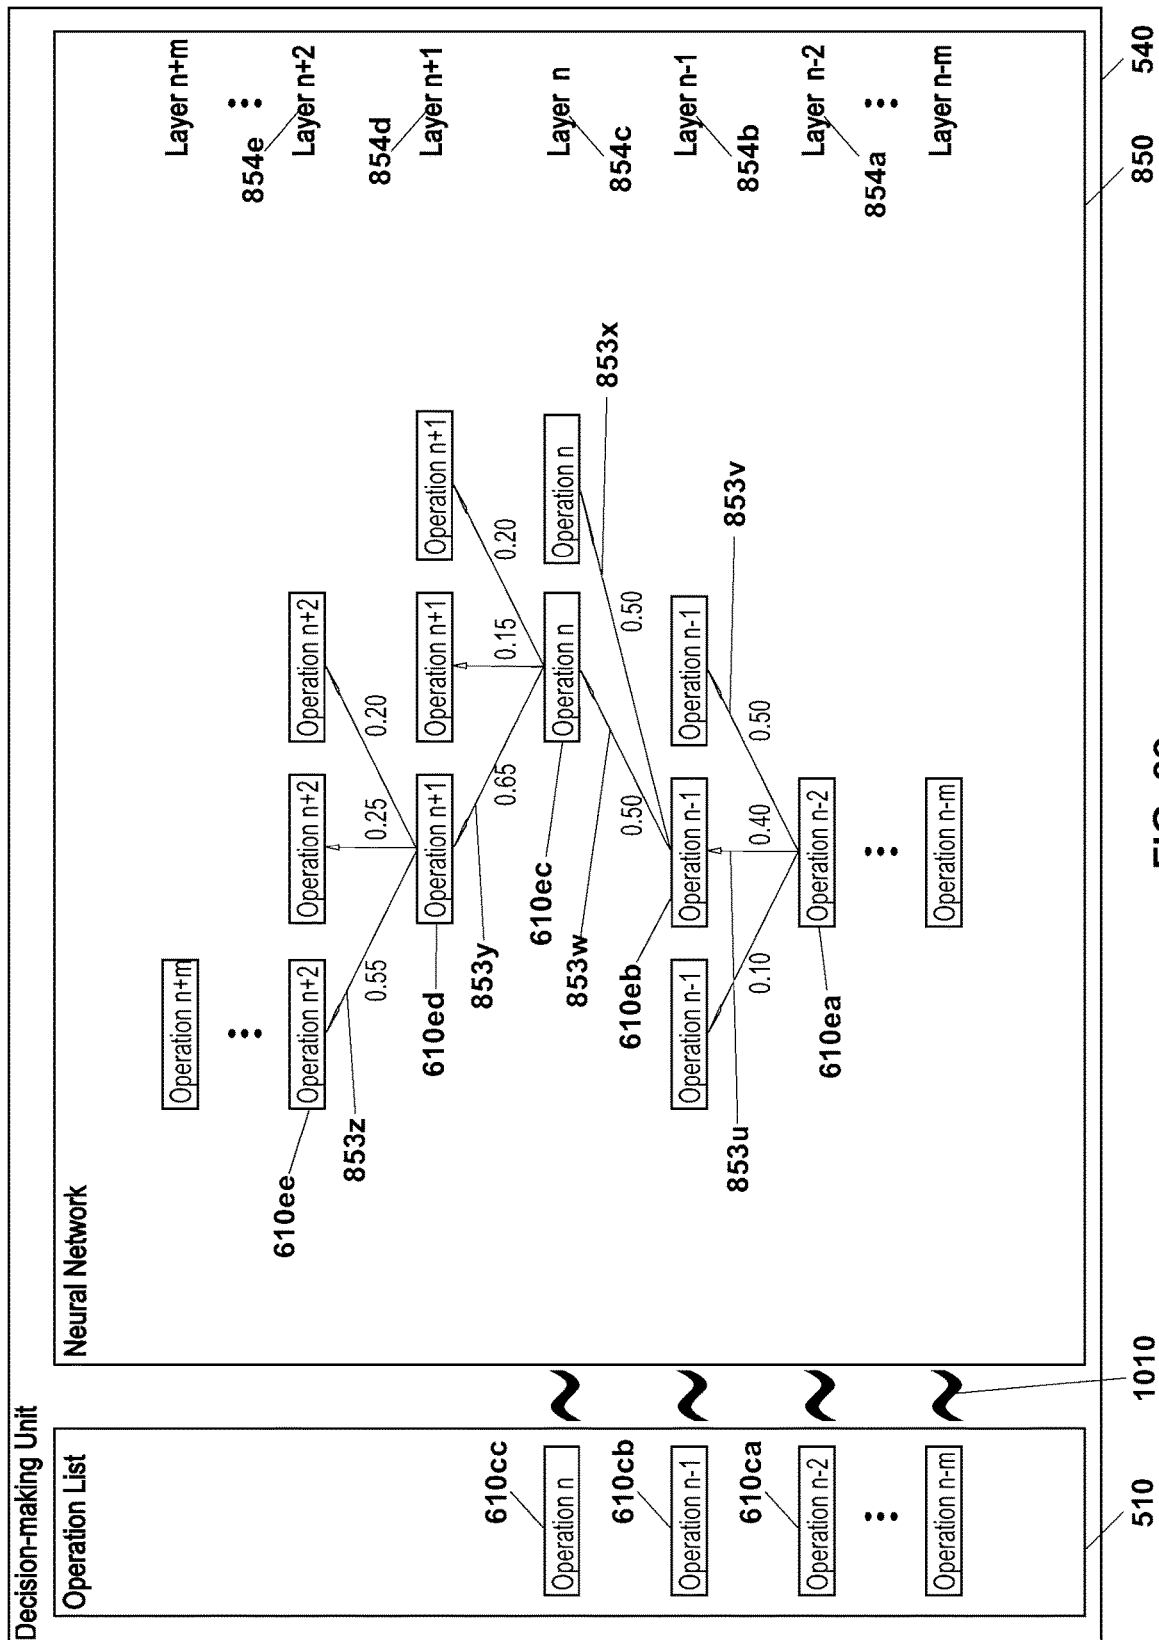 Decision-making Unit
Operation List
Neural Network
Operation n+m
Layer n+m
854e
610ee
Operation n+2
Operation n+2
Operation n+2
Layer n+2
853z
0.55
0.25
0.20
854d
Operation n+1
Operation n+1
Operation n+1
Layer n+1
610ed
853y
0.65
0.15
0.20
610cc
610ec
Operation n
Operation n
Operation n
Layer n
853w
0.50
0.50
853x
854c
610cb
610eb
Operation n-1
Operation n-1
Operation n-1
Operation n-1
Layer n-1
853u
0.10
0.40
0.50
853v
854b
610ca
Operation n-2
Operation n-2
Layer n-2
610ea
854a
Operation n-m
Operation n-m
Layer n-m
510
1010
850
540